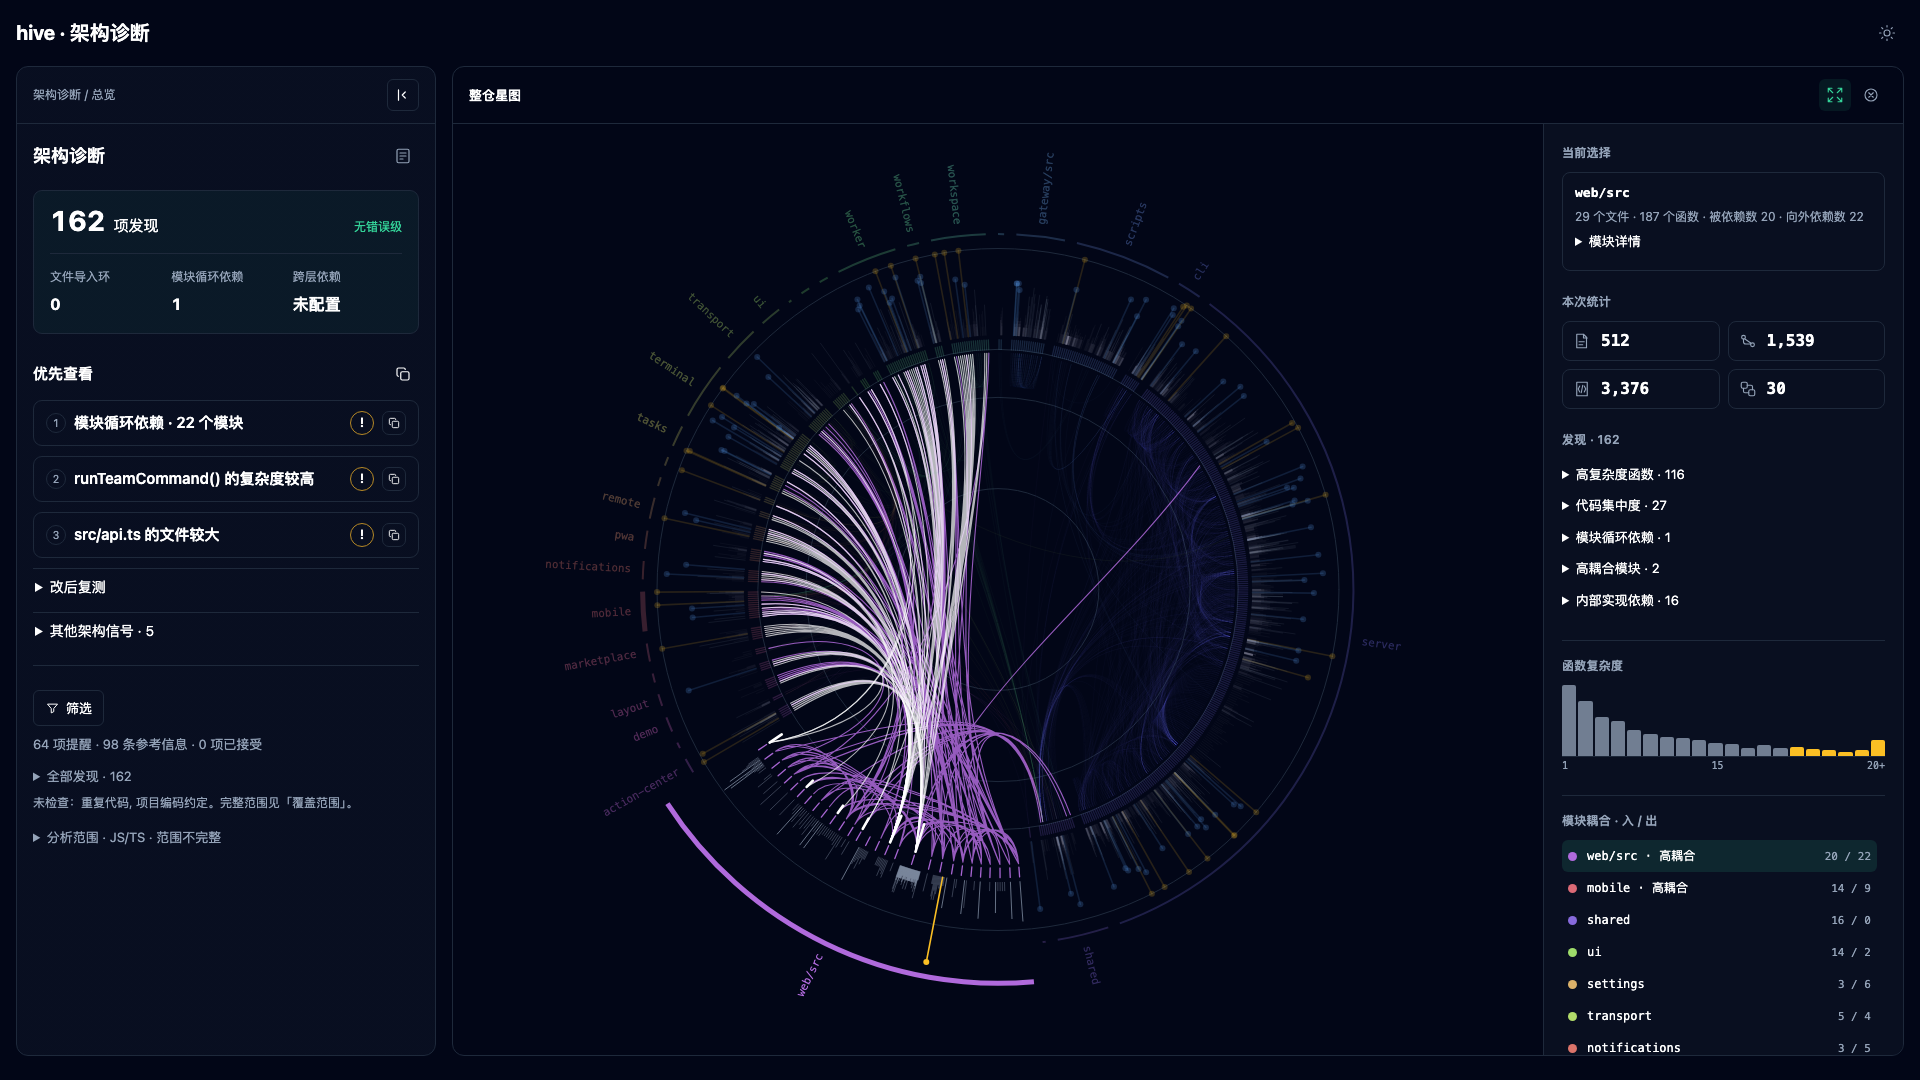 hive · 架构诊断
架构诊断 / 总览
架构诊断
162 项发现
无错误级
文件导入环
模块循环依赖
跨层依赖
0
1
未配置
优先查看
1 模块循环依赖 · 22 个模块 !
2 runTeamCommand() 的复杂度较高 !
3 src/api.ts 的文件较大 !
改后复测
其他架构信号 · 5
筛选
64 项提醒 · 98 条参考信息 · 0 项已接受
全部发现 · 162
未检查：重复代码, 项目编码约定。完整范围见「覆盖范围」。
分析范围 · JS/TS · 范围不完整
整仓星图
worker
workflows
workspace
gateway/src
scripts
cli
ui
transport
terminal
tasks
remote
pwa
notifications
mobile
marketplace
layout
demo
action-center
web/src
shared
server
当前选择
web/src
29 个文件 · 187 个函数 · 被依赖数 20 · 向外依赖数 22
模块详情
本次统计
512
1,539
3,376
30
发现 · 162
高复杂度函数 · 116
代码集中度 · 27
模块循环依赖 · 1
高耦合模块 · 2
内部实现依赖 · 16
函数复杂度
1 15 20+
模块耦合 · 入 / 出
web/src · 高耦合 20 / 22
mobile · 高耦合 14 / 9
shared 16 / 0
ui 14 / 2
settings 3 / 6
transport 5 / 4
notifications 3 / 5